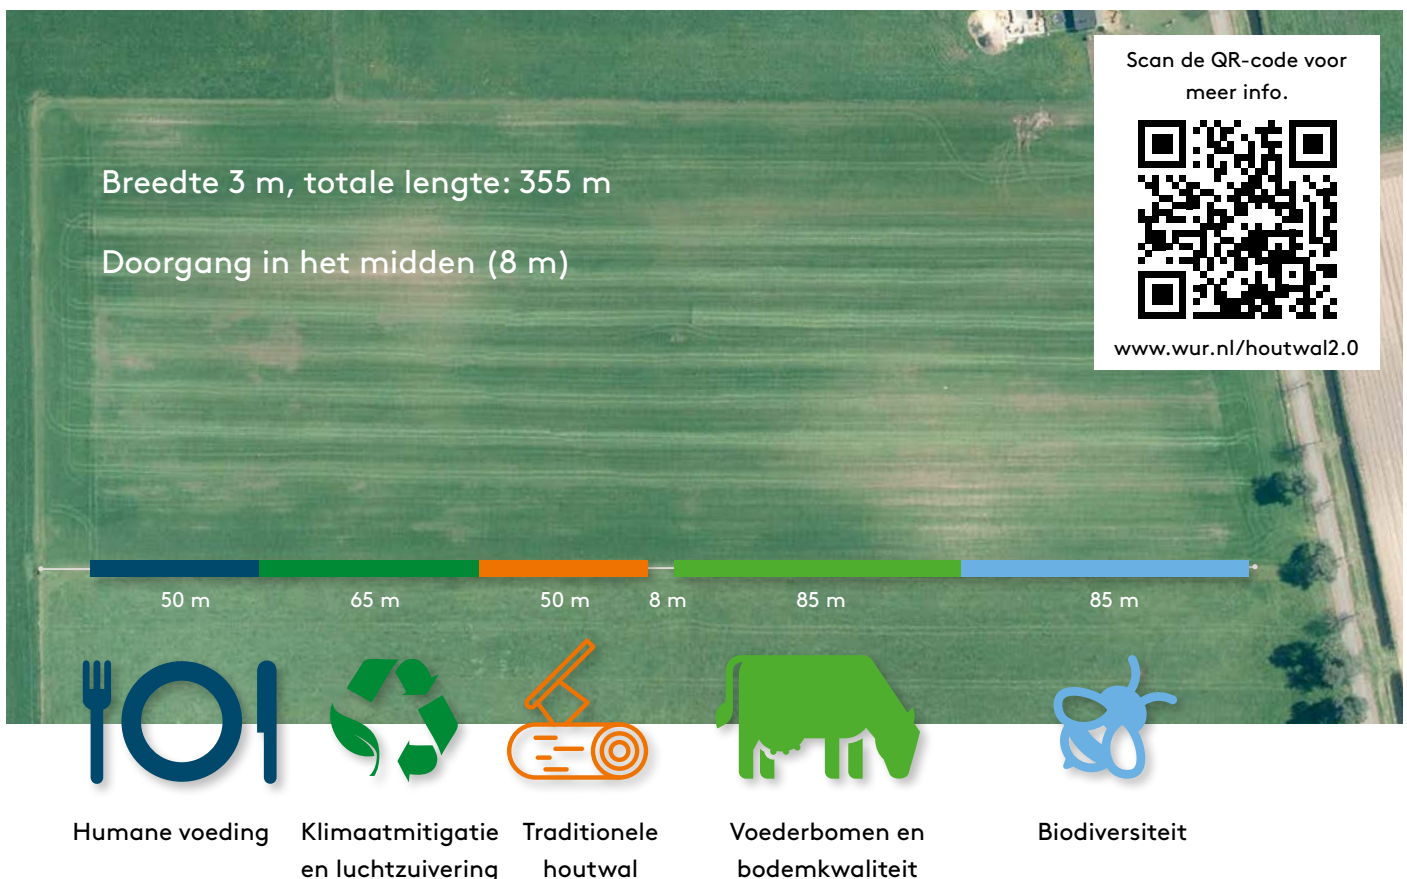 Scan de QR-code voor
meer info.
www.wur.nl/houtwal2.0
Breedte 3 m, totale lengte: 355 m
Doorgang in het midden (8 m)
50 m 65 m 50 m 8 m 85 m 85 m
Humane voeding
Klimaatmitigatie
en luchtzuivering
Traditionele
houtwal
Voederbomen en
bodemkwaliteit
Biodiversiteit